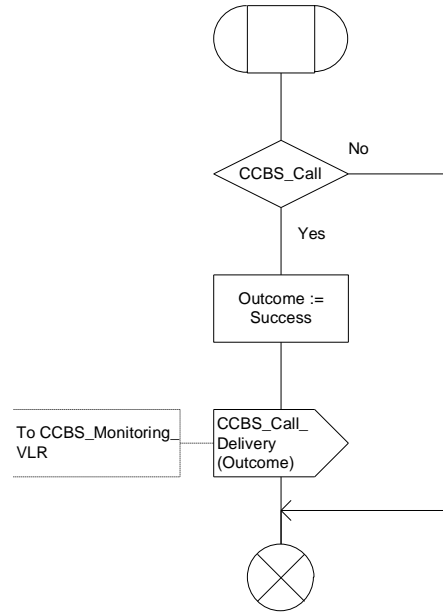 CCBS_Call
No
Yes
Outcome :=
Success
To CCBS_Monitoring_
VLR
CCBS_Call_
Delivery
(Outcome)